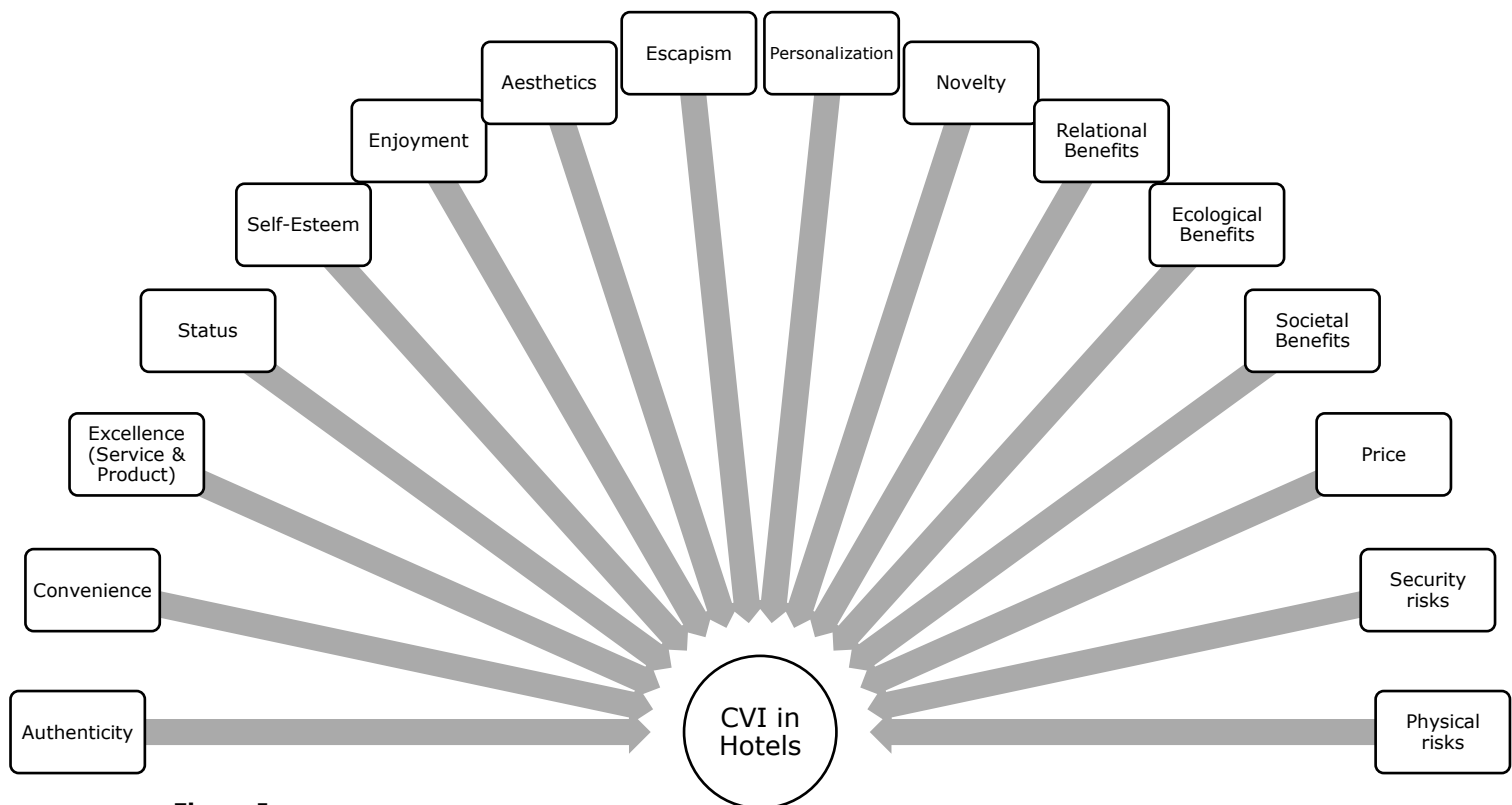 Escapism
Personalization
Aesthetics
Novelty
Enjoyment
Relational
Benefits
Self-Esteem
Ecological
Benefits
Status
Societal
Benefits
Excellence
(Service &
Product)
Price
Convenience
Security
risks
Authenticity
CVI in
Hotels
Physical
risks